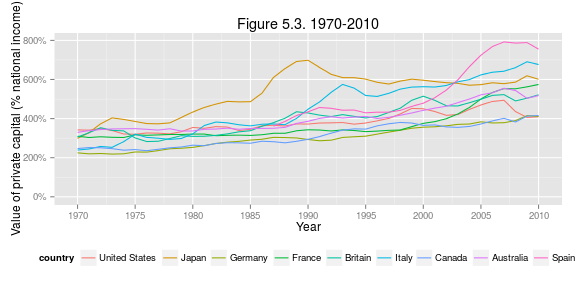 Figure 5.3. 1970-2010
Value of private capital (% national income)
800%
600%
400%
200%
0%
1970 1975 1980 1985 1990 1995 2000 2005 2010
Year
country United States Japan Germany France Britain Italy Canada Australia Spain